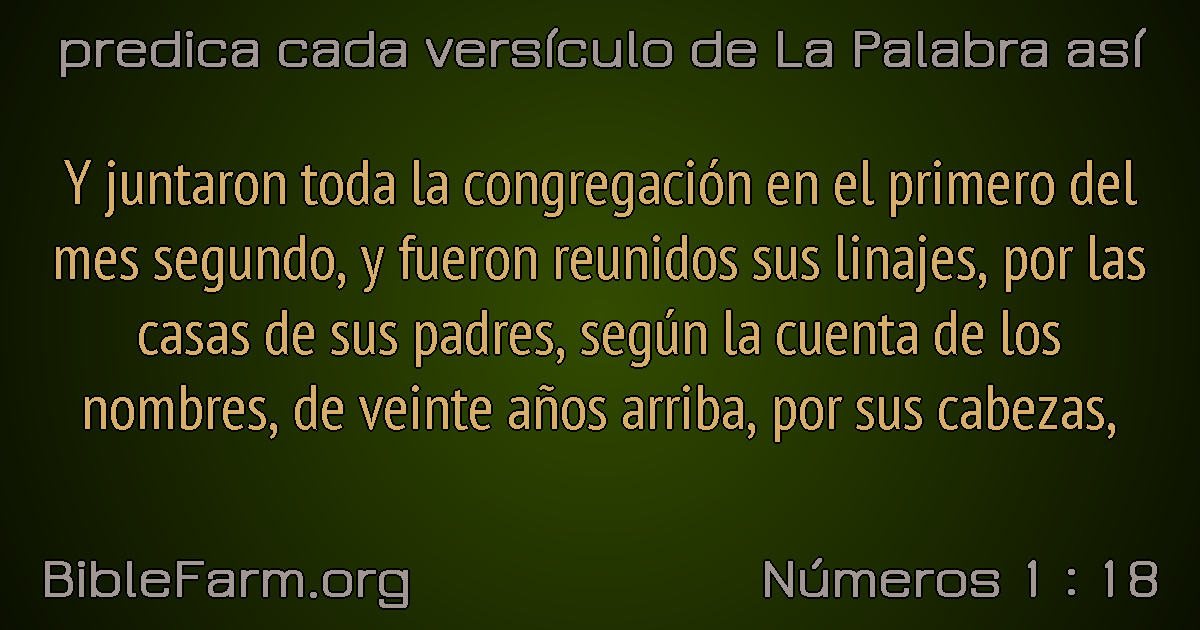 predica cada versículo de La Palabra así
Y juntaron toda la congregación en el primero del
mes segundo, y fueron reunidos sus linajes, por las
casas de sus padres, según la cuenta de los
nombres, de veinte años arriba, por sus cabezas,
BibleFarm.org
Números 1 : 18